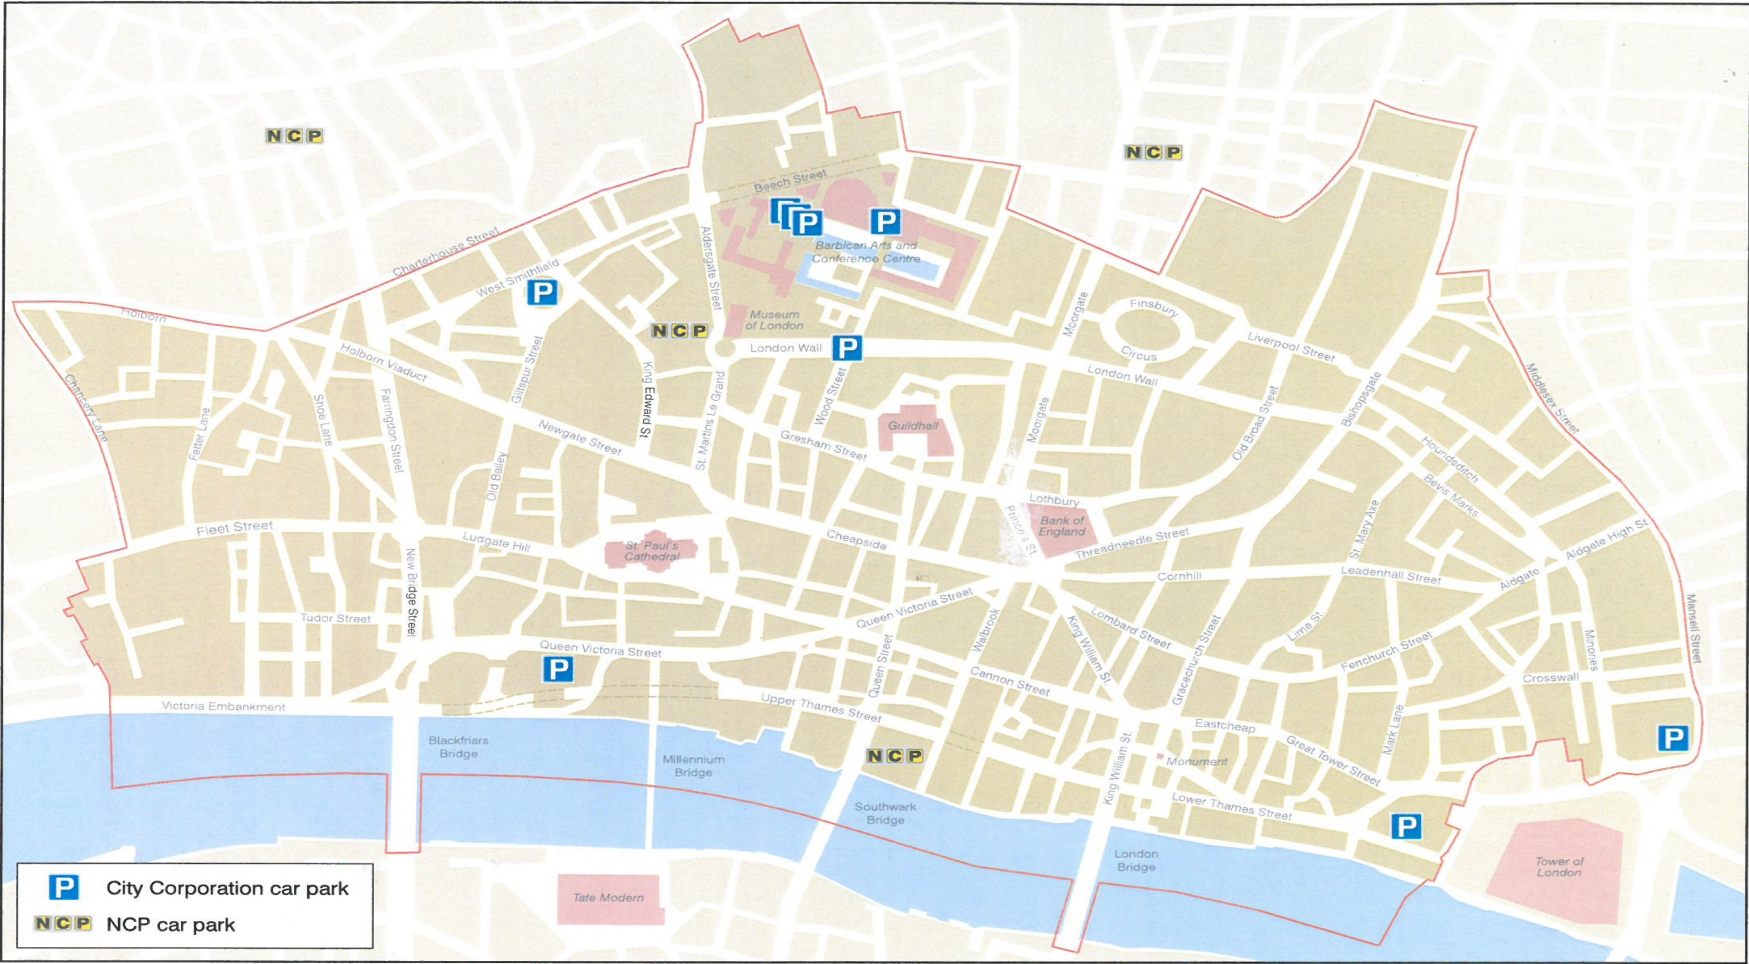 NCP
NCP
Beech Street
P
P
Barbican Arts and
Conference Centre
Charterhouse Street
West Smithfield
P
Aldersgate Street
Holborn
NCP
Museum
of London
London Wall
P
Moorgate
Finsbury
Circus
Liverpool Street
London Wall
Middlesex Street
Chancery Lane
Holborn Viaduct
Giltspur Street
King Edward St.
St. Martins Le Grand
Wood Street
Guildhall
Moorgate
Old Broad Street
Bishopsgate
Fetter Lane
Shoe Lane
Farringdon Street
Newgate Street
Gresham Street
Houndsditch
Bevis Marks
Old Bailey
Lothbury
Bank of
England
Prince's St.
Threadneedle Street
St. Mary Axe
Aldgate High St
Fleet Street
Ludgate Hill
St. Paul's
Cathedral
Cheapside
Cornhill
Leadenhall Street
Aldgate
New Bridge Street
Tudor Street
Queen Victoria Street
Queen Victoria Street
Walbrook
King William St.
Lombard Street
Gracechurch Street
Lime St.
Fenchurch Street
Minories
Mansell Street
P
Queen Street
Cannon Street
Crosswall
Victoria Embankment
Upper Thames Street
Eastcheap
Great Tower Street
Mark Lane
P
Blackfriars
Bridge
Millennium
Bridge
NCP
King William St.
Monument
Southwark
Bridge
Lower Thames Street
P
London
Bridge
Tower of
London
Tate Modern
P City Corporation car park
NCP NCP car park